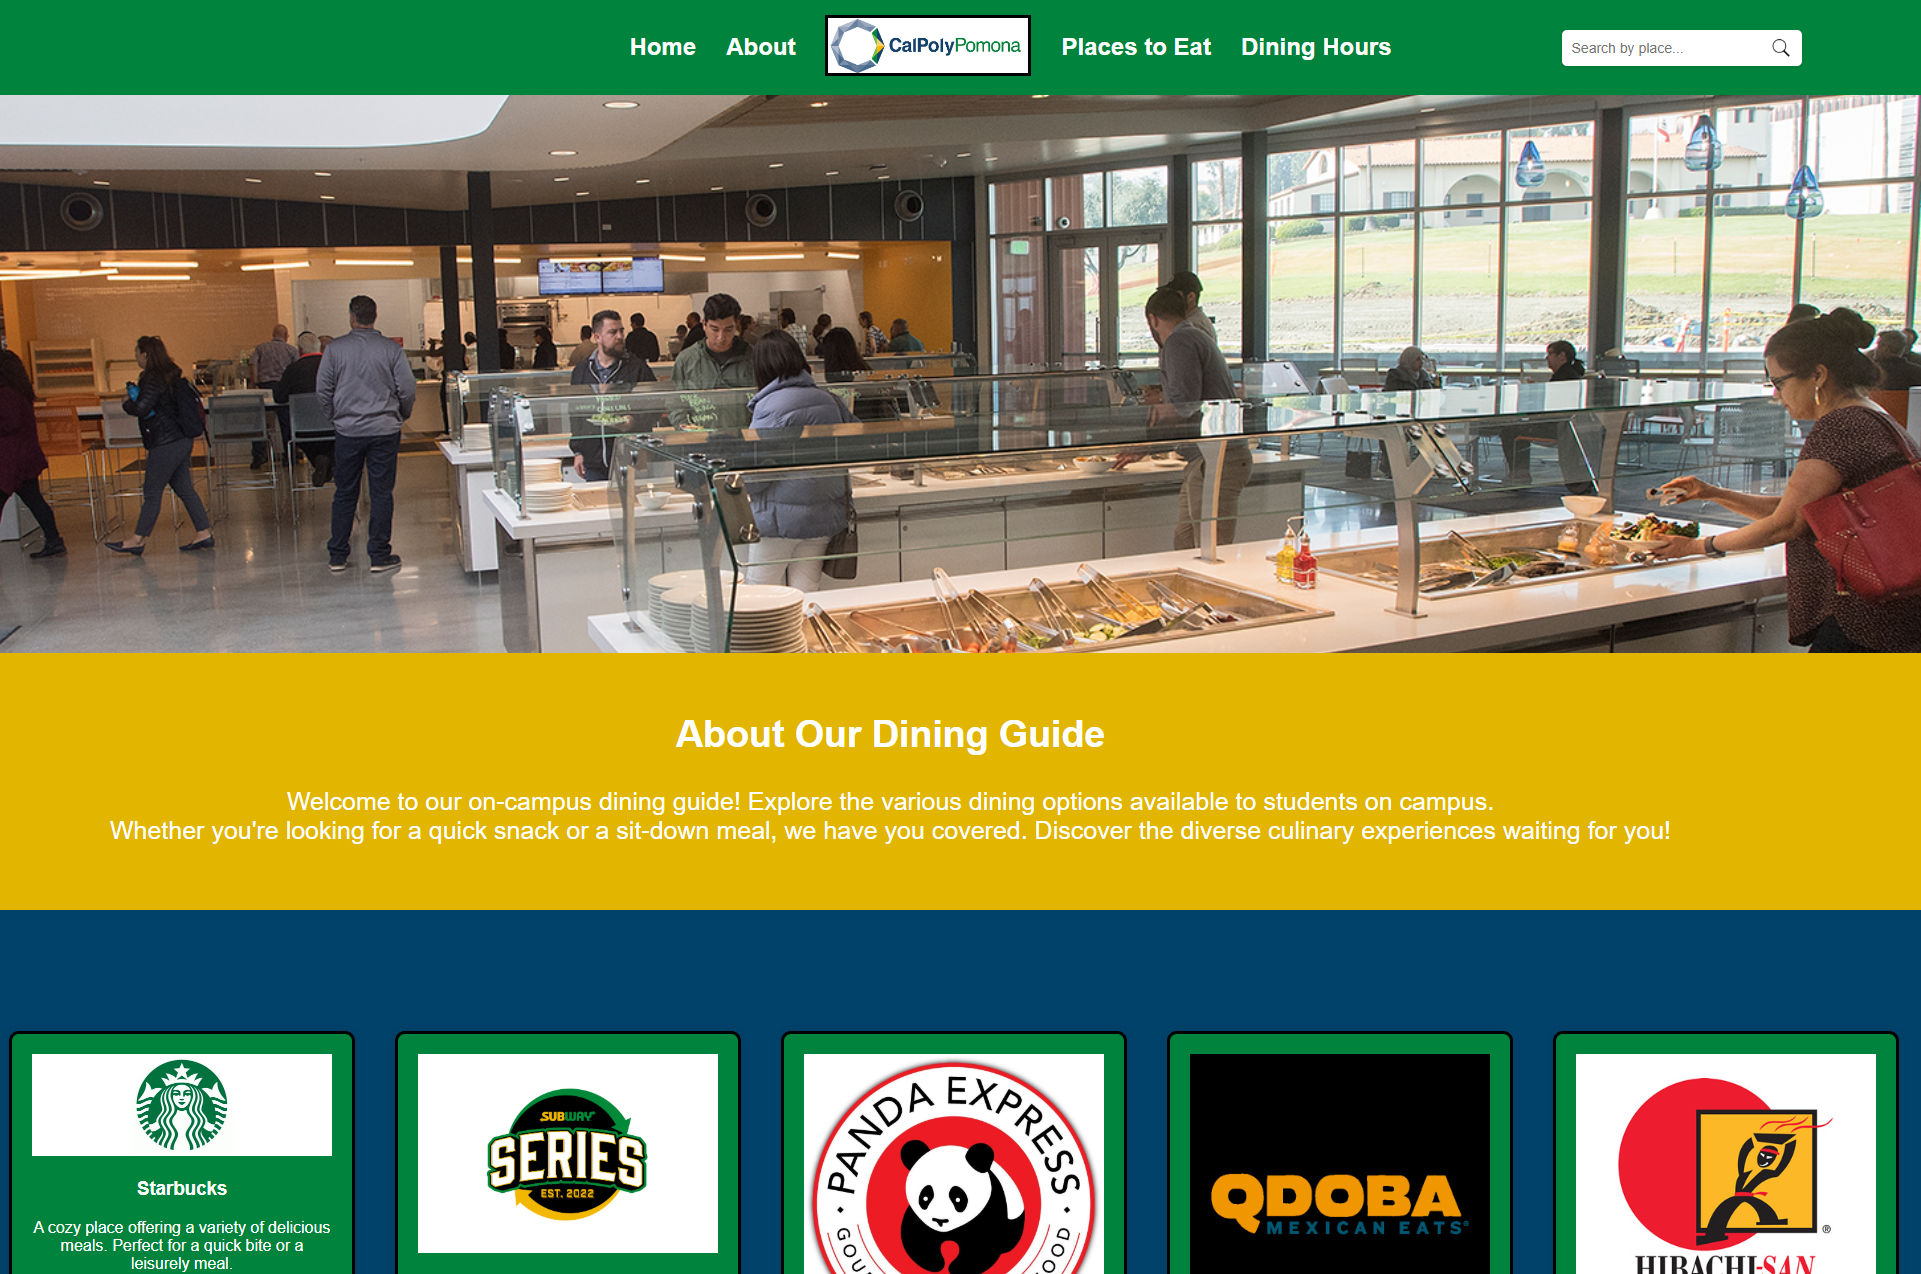 Home About CalPolyPomona Places to Eat Dining Hours Search by place...
About Our Dining Guide
Welcome to our on-campus dining guide! Explore the various dining options available to students on campus.
Whether you're looking for a quick snack or a sit-down meal, we have you covered. Discover the diverse culinary experiences waiting for you!
Starbucks
A cozy place offering a variety of delicious
meals. Perfect for a quick bite or a
leisurely meal.
SUBWAY
SERIES
EST. 2022
PANDA EXPRESS
QDOBA
MEXICAN EATS®
®
HIBACHI-SAN